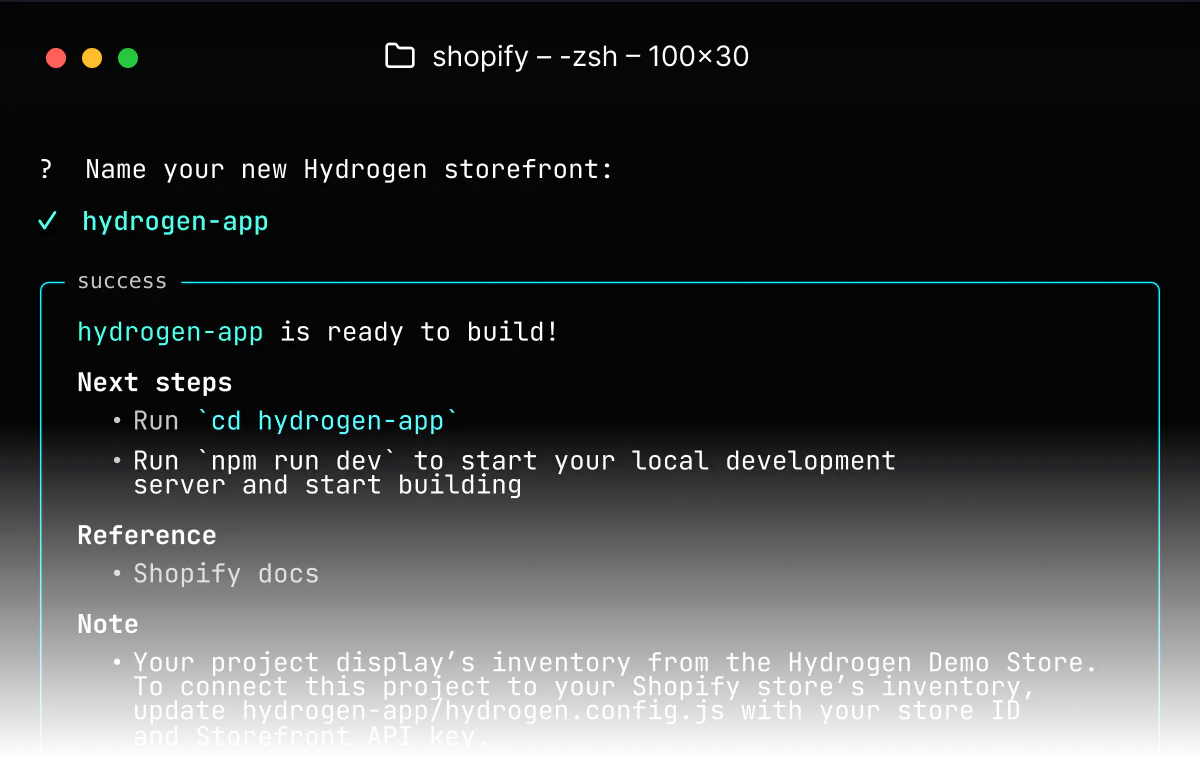 shopify – -zsh – 100×30
? Name your new Hydrogen storefront:
✓ hydrogen-app
success
hydrogen-app is ready to build!
Next steps
• Run `cd hydrogen-app`
• Run `npm run dev` to start your local development
server and start building
Reference
• Shopify docs
Note
• Your project display’s inventory from the Hydrogen Demo Store.
To connect this project to your Shopify store’s inventory,
update hydrogen-app/hydrogen.config.js with your store ID
and Storefront API key.